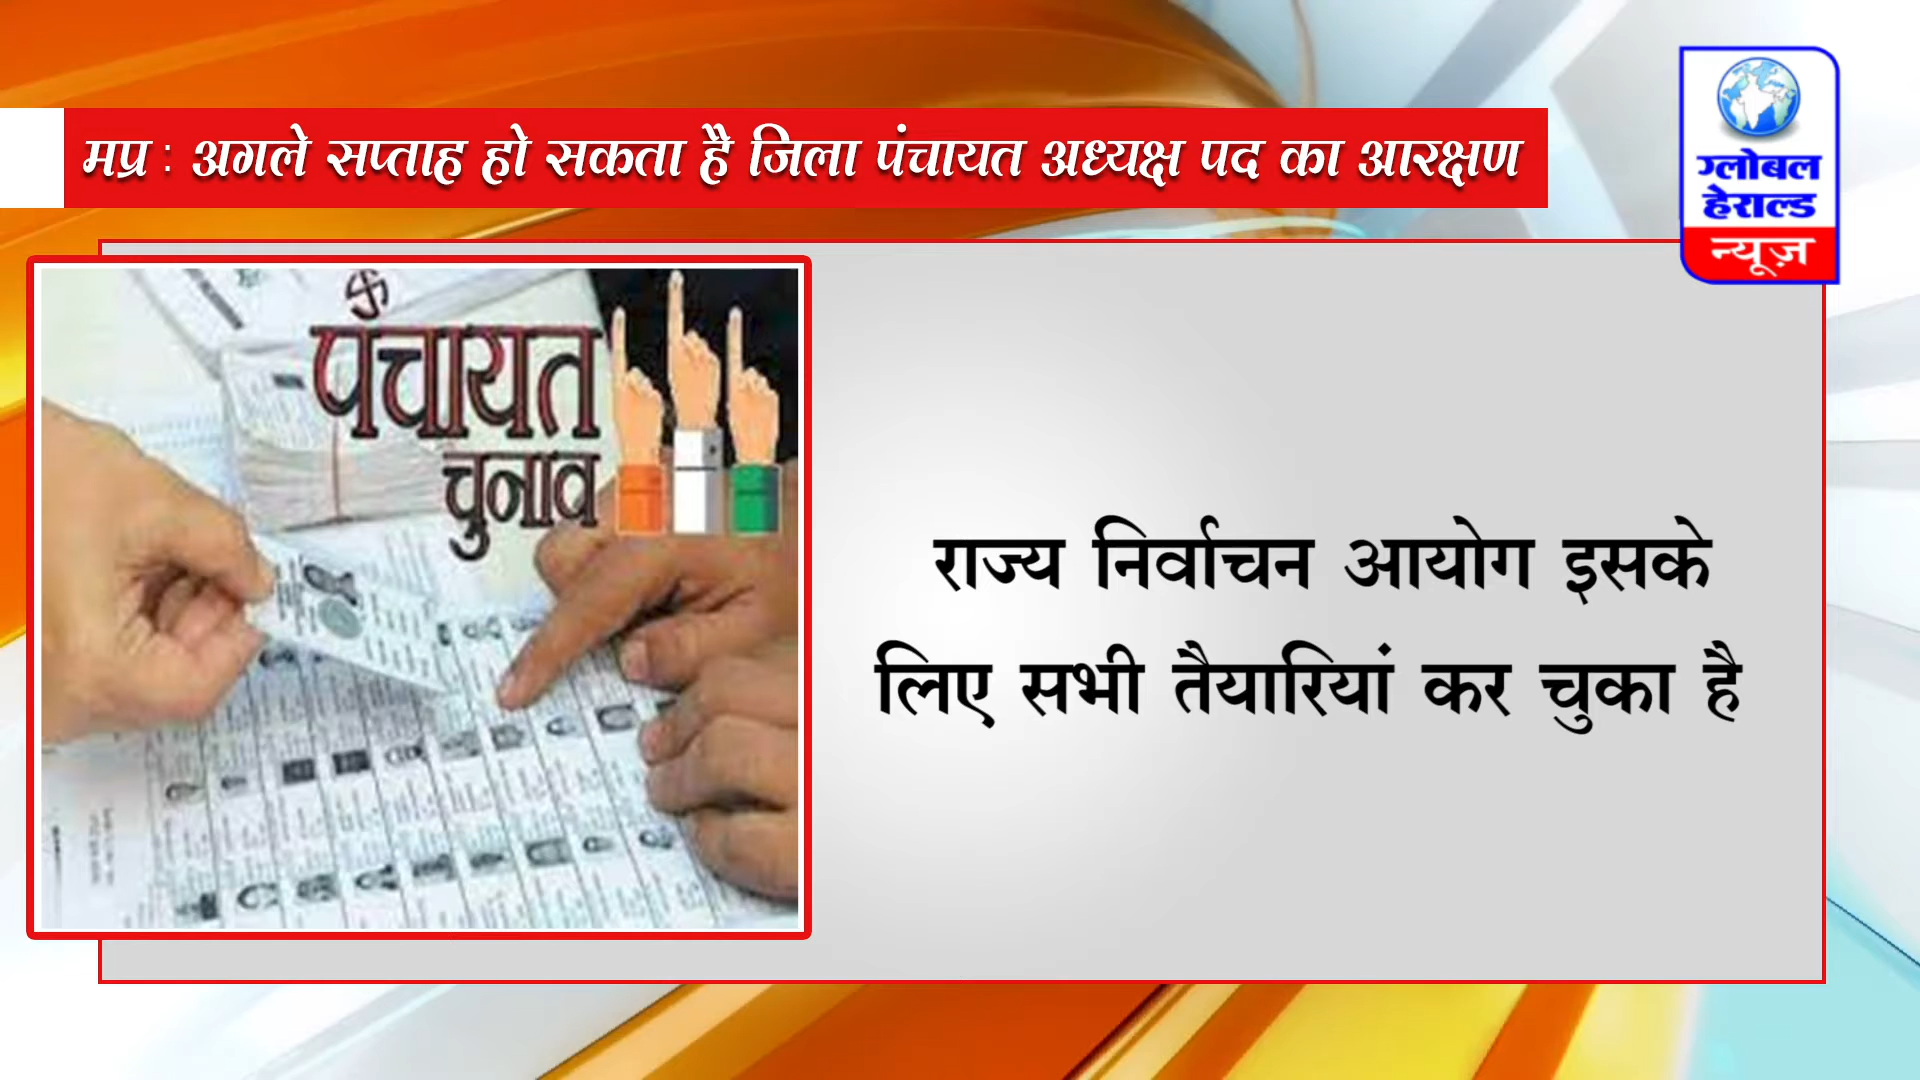 मप्र : अगले सप्ताह हो सकता है जिला पंचायत अध्यक्ष पद का आरक्षण
ग्लोबल
हेराल्ड
न्यूज़
पंचायत
चुनाव
राज्य निर्वाचन आयोग इसके
लिए सभी तैयारियां कर चुका है